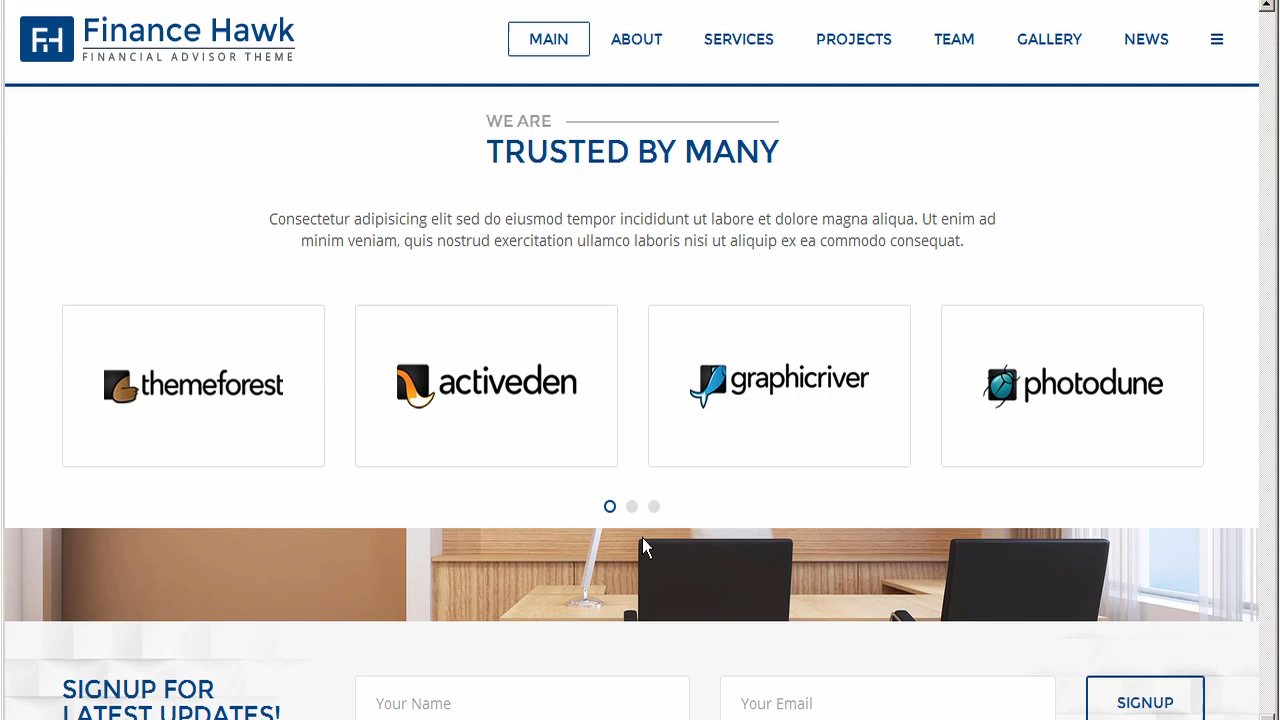 FH Finance Hawk
FINANCIAL ADVISOR THEME
MAIN ABOUT SERVICES PROJECTS TEAM GALLERY NEWS
WE ARE
TRUSTED BY MANY
Consectetur adipisicing elit sed do eiusmod tempor incididunt ut labore et dolore magna aliqua. Ut enim ad
minim veniam, quis nostrud exercitation ullamco laboris nisi ut aliquip ex ea commodo consequat.
themeforest activeden graphicriver photodune
SIGNUP FOR
LATEST UPDATES!
Your Name Your Email SIGNUP